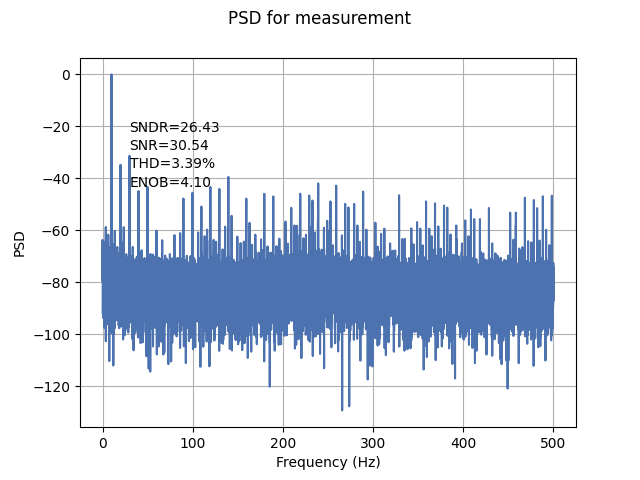 PSD for measurement
0
−20
−40
−60
−80
−100
−120
PSD
SNDR=26.43
SNR=30.54
THD=3.39%
ENOB=4.10
0
100
200
300
400
500
Frequency (Hz)